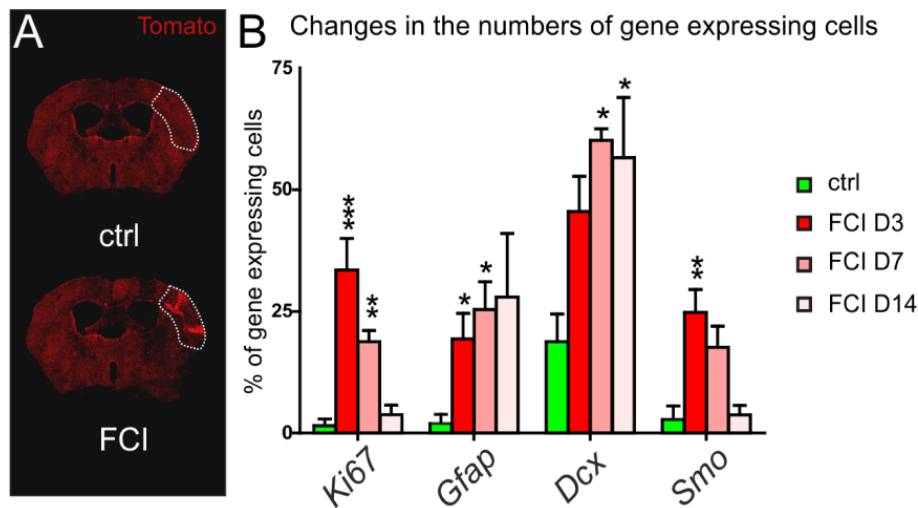 A
Tomato
ctrl
FCI
B Changes in the numbers of gene expressing cells
% of gene expressing cells
75
50
25
0
***
**
*
*
*
*
**
Ki67
Gfap
Dcx
Smo
ctrl
FCI D3
FCI D7
FCI D14